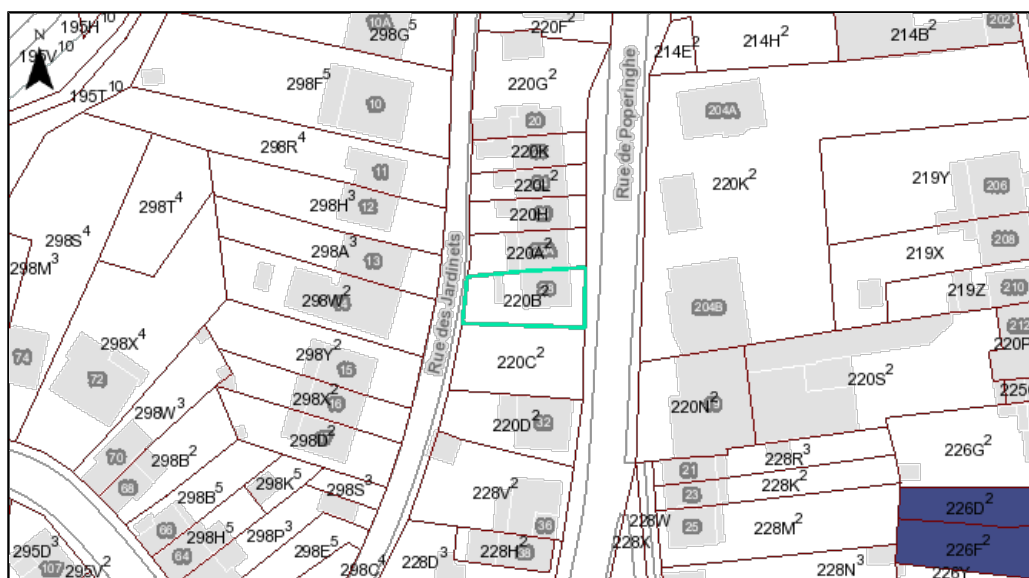 195H¹⁰
10A
298G⁵
220F²
214E²
214H²
214B²
202
N
195V¹⁰
195T¹⁰
298F⁵
10
220G²
20
Rue de Poperinghe
204A
298R⁴
11
220K
220L²
220K²
219Y
206
298T⁴
298H³
12
220H
298S⁴
298A³
13
220A²
219X
208
298M³
298W²
Rue des Jardinets
220B²
204B
219Z
210
212
298X⁴
74
72
298Y²
15
220C²
220S²
298X²
16
298W³
298D²
220D²
32
220N²
226G²
70
298B²
68
298K⁵
298S³
228V²
21
228R³
23
228K²
298B⁵
66
298H⁵
64
298P³
298E⁵
36
228W
228X
25
228M²
226D²
226F²
295D³
107
295V²
298C⁴
228D³
228H²
38
228N³
228Y